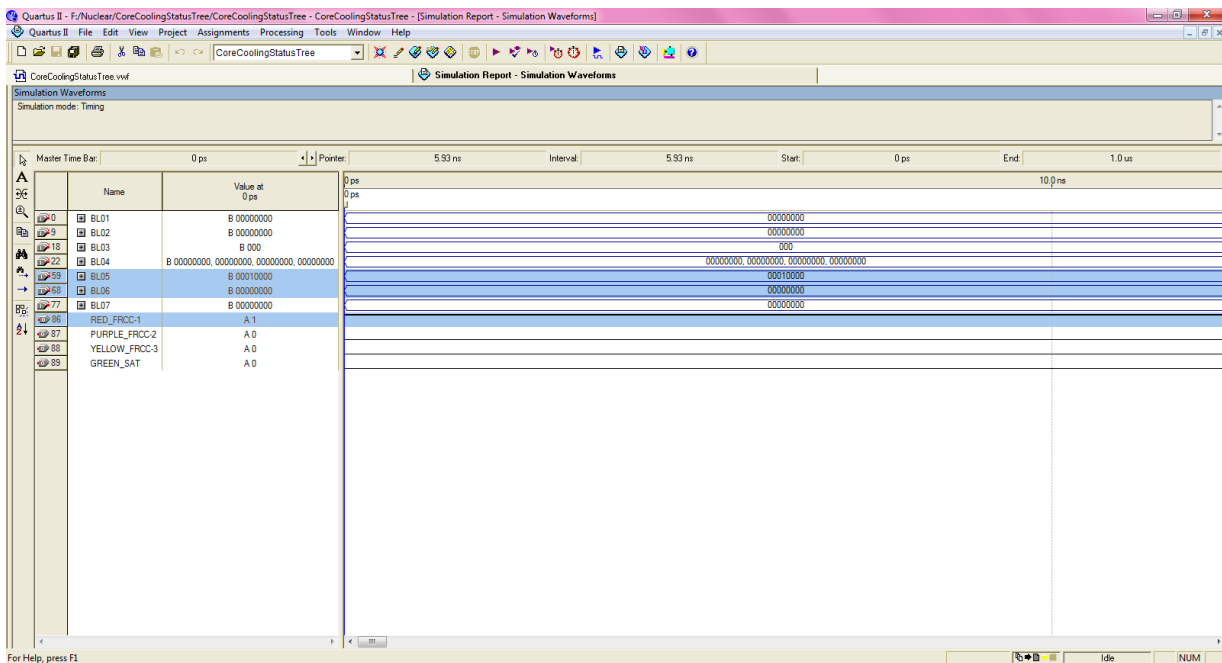 Quartus II - F:/Nuclear/CoreCoolingStatusTree/CoreCoolingStatusTree - CoreCoolingStatusTree - [Simulation Report - Simulation Waveforms]
Quartus II File Edit View Project Assignments Processing Tools Window Help
CoreCoolingStatusTree
CoreCoolingStatusTree.vwf Simulation Report - Simulation Waveforms
Simulation Waveforms
Simulation mode: Timing
Master Time Bar: 0 ps Pointer: 5.93 ns Interval: 5.93 ns Start: 0 ps End: 1.0 us
Name Value at 0 ps 0 ps 10.0 ns
0 ps
0 BL01 B 00000000 00000000
9 BL02 B 00000000 00000000
18 BL03 B 000 000
22 BL04 B 00000000, 00000000, 00000000, 00000000 00000000, 00000000, 00000000, 00000000
59 BL05 B 00010000 00010000
68 BL06 B 00000000 00000000
77 BL07 B 00000000 00000000
86 RED_FRCC-1 A 1
87 PURPLE_FRCC-2 A 0
88 YELLOW_FRCC-3 A 0
89 GREEN_SAT A 0
For Help, press F1 Idle NUM